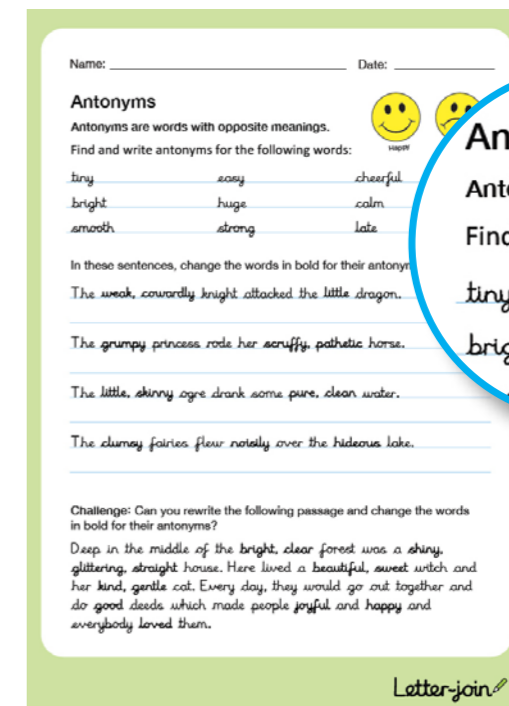 Name: Date:
Antonyms
Antonyms are words with opposite meanings.
Happy
Find and write antonyms for the following words:
tiny easy cheerful
bright huge calm
smooth strong late
In these sentences, change the words in bold for their antony
The weak, cowardly knight attacked the little dragon.
The grumpy princess rode her scruffy, pathetic horse.
The little, skinny ogre drank some pure, clean water.
The clumsy fairies flew noisily over the hideous lake.
Challenge: Can you rewrite the following passage and change the words
in bold for their antonyms?
Deep in the middle of the bright, clear forest was a shiny,
glittering, straight house. Here lived a beautiful, sweet witch and
her kind, gentle cat. Every day, they would go out together and
do good deeds which made people joyful and happy and
everybody loved them.
An
Anto
Find
tiny
brig
Letter-join